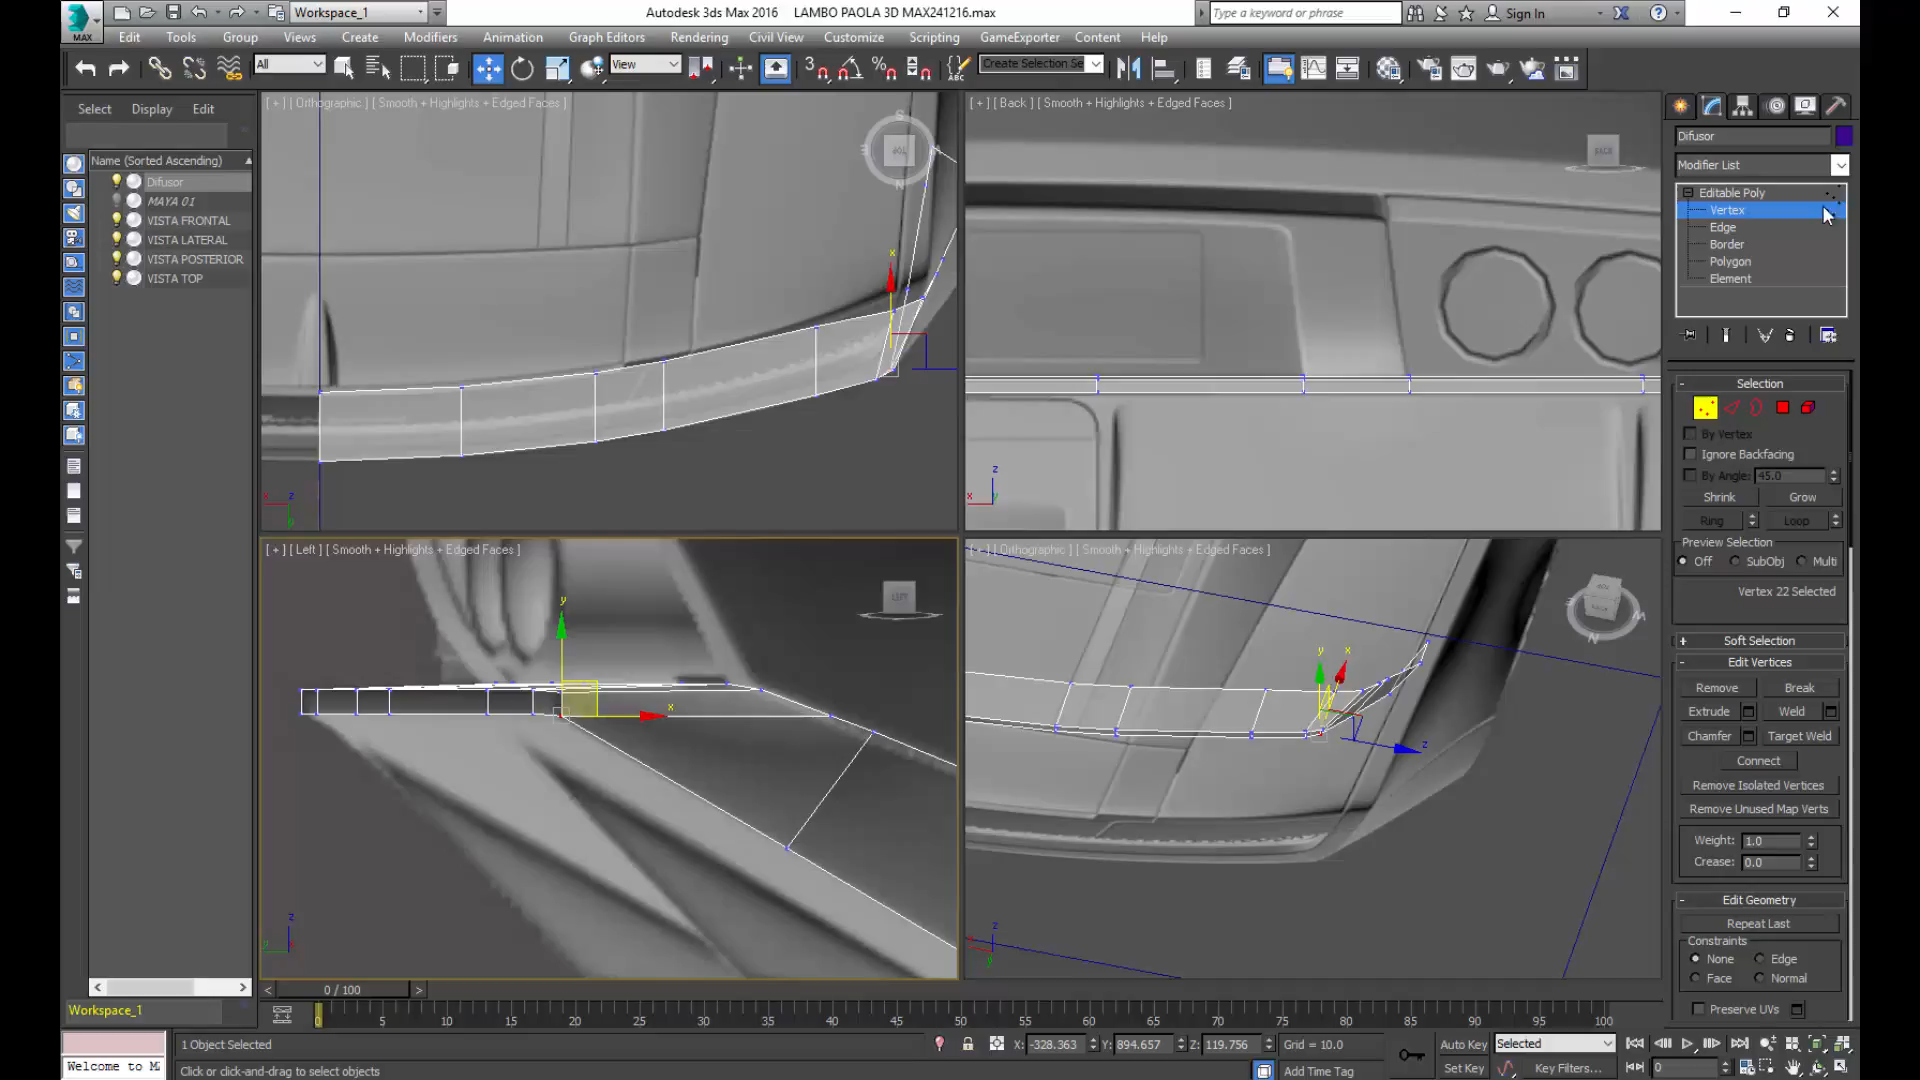 MAX
Workspace_1
Autodesk 3ds Max 2016 LAMBO PAOLA 3D MAX241216.max
Type a keyword or phrase
Sign In
Edit Tools Group Views Create Modifiers Animation Graph Editors Rendering Civil View Customize Scripting GameExporter Content Help
All
View
Create Selection Se
Select Display Edit
Name (Sorted Ascending)
Difusor
MAYA 01
VISTA FRONTAL
VISTA LATERAL
VISTA POSTERIOR
VISTA TOP
[ + ] [ Orthographic ] [ Smooth + Highlights + Edged Faces ]
[ + ] [ Back ] [ Smooth + Highlights + Edged Faces ]
[ + ] [ Left ] [ Smooth + Highlights + Edged Faces ]
LEFT
[ + ] [ Orthographic ] [ Smooth + Highlights + Edged Faces ]
Difusor
Modifier List
Editable Poly
Vertex
Edge
Border
Polygon
Element
- Selection
By Vertex
Ignore Backfacing
By Angle: 45.0
Shrink Grow
Ring Loop
Preview Selection
Off SubObj Multi
Vertex 22 Selected
+ Soft Selection
- Edit Vertices
Remove Break
Extrude Weld
Chamfer Target Weld
Connect
Remove Isolated Vertices
Remove Unused Map Verts
Weight: 1.0
Crease: 0.0
- Edit Geometry
Repeat Last
Constraints
None Edge
Face Normal
Preserve UVs
< 0 / 100 >
Workspace_1
0 5 10 15 20 25 30 35 40 45 50 55 60 65 70 75 80 85 90 95 100
1 Object Selected
X: -328.363 Y: 894.657 Z: 119.756 Grid = 10.0
Auto Key Selected
Welcome to M
Click or click-and-drag to select objects
Add Time Tag
Set Key Key Filters... 0